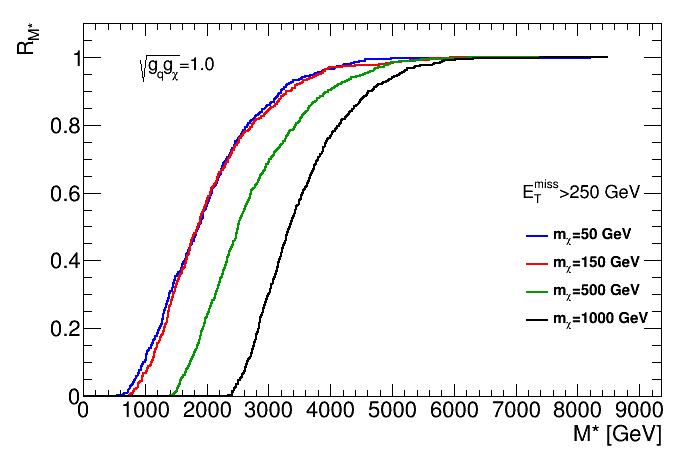 R_M*
√g_q g_χ=1.0
1
0.8
0.6
0.4
0.2
0
E_T^miss>250 GeV
m_χ=50 GeV
m_χ=150 GeV
m_χ=500 GeV
m_χ=1000 GeV
0 1000 2000 3000 4000 5000 6000 7000 8000 9000
M* [GeV]